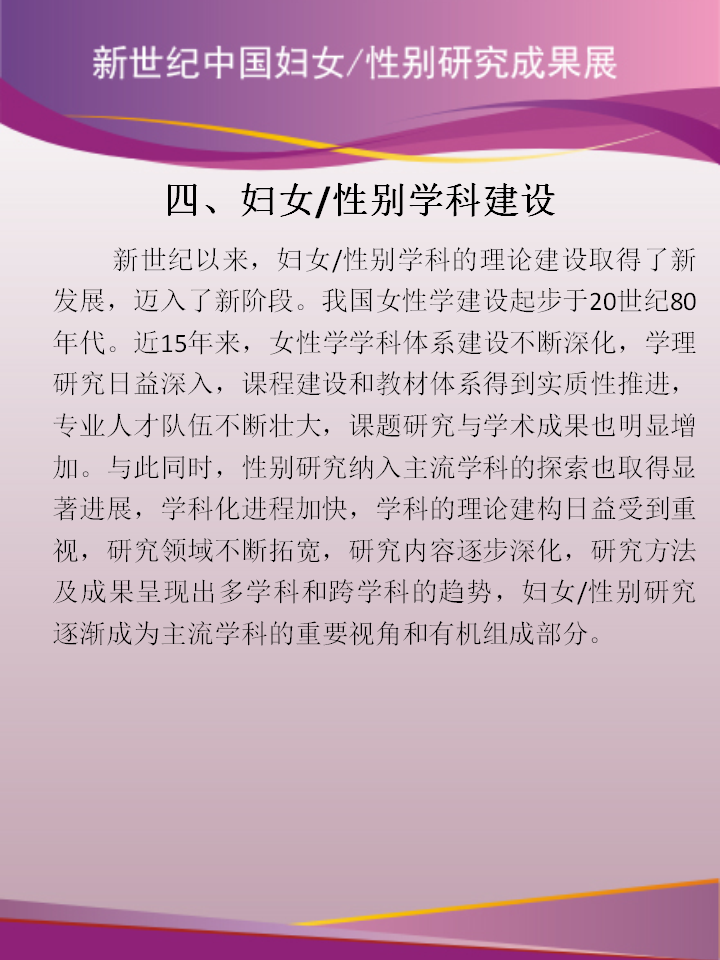 新世纪中国妇女/性别研究成果展
四、妇女/性别学科建设
新世纪以来，妇女/性别学科的理论建设取得了新
发展，迈入了新阶段。我国女性学建设起步于20世纪80
年代。近15年来，女性学学科体系建设不断深化，学理
研究日益深入，课程建设和教材体系得到实质性推进，
专业人才队伍不断壮大，课题研究与学术成果也明显增
加。与此同时，性别研究纳入主流学科的探索也取得显
著进展，学科化进程加快，学科的理论建构日益受到重
视，研究领域不断拓宽，研究内容逐步深化，研究方法
及成果呈现出多学科和跨学科的趋势，妇女/性别研究
逐渐成为主流学科的重要视角和有机组成部分。